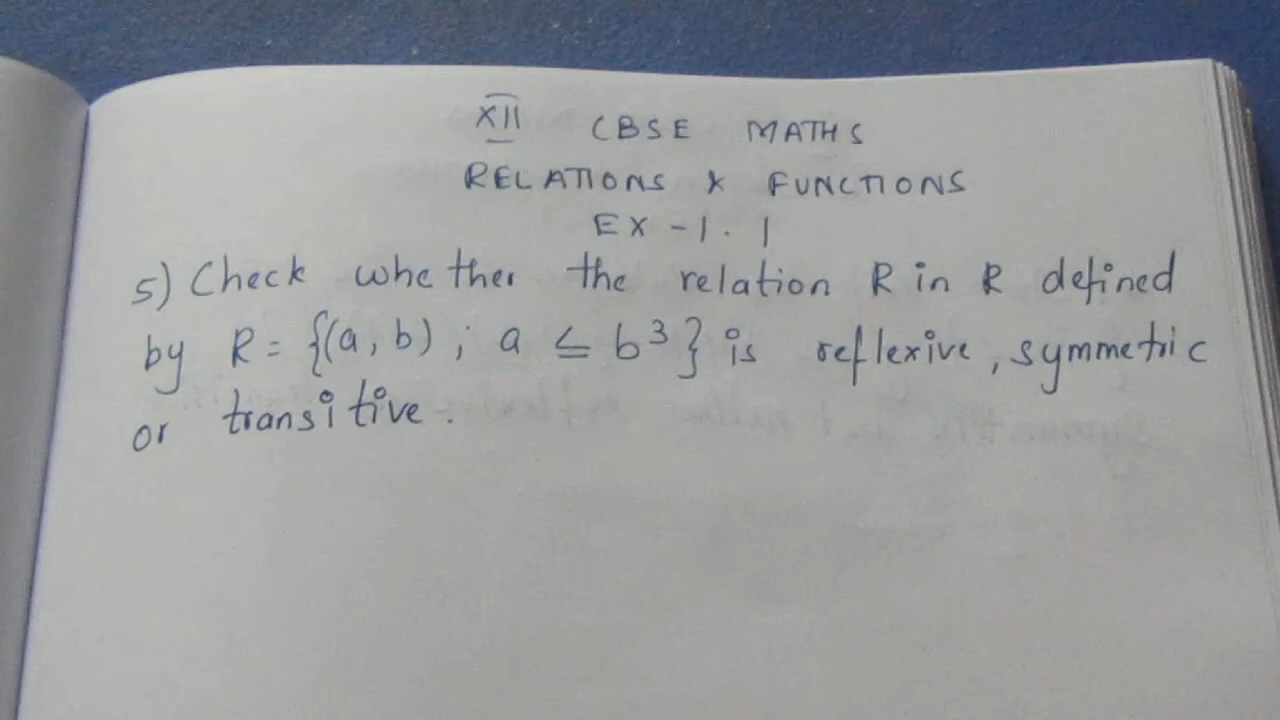 XII CBSE MATHS
RELATIONS & FUNCTIONS
EX - 1.1
5) Check whether the relation R in R defined
by R = {(a, b) ; a ≤ b³} is reflexive, symmetric
or transitive.